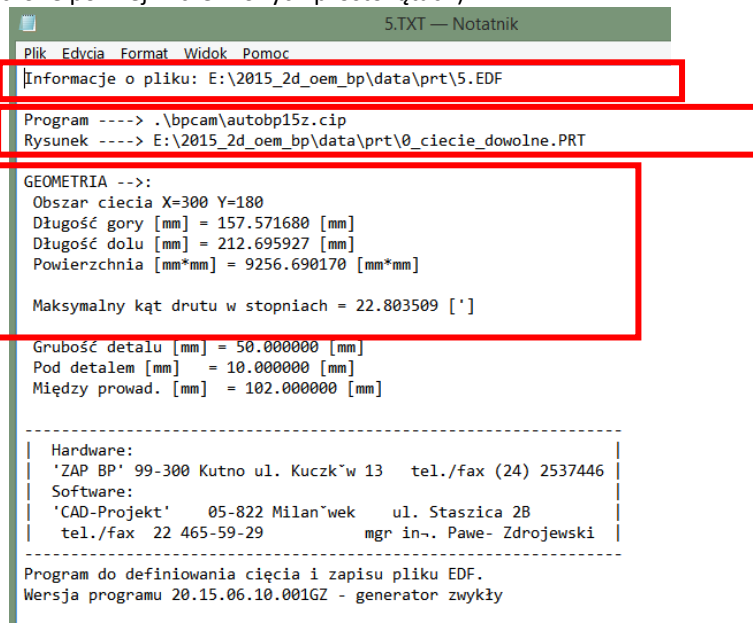 5.TXT — Notatnik
Plik Edycja Format Widok Pomoc
Informacje o pliku: E:\2015_2d_oem_bp\data\prt\5.EDF
Program ----> .\bpcam\autobp15z.cip
Rysunek ----> E:\2015_2d_oem_bp\data\prt\0_ciecie_dowolne.PRT
GEOMETRIA -->:
Obszar ciecia X=300 Y=180
Długość gory [mm] = 157.571680 [mm]
Długość dolu [mm] = 212.695927 [mm]
Powierzchnia [mm*mm] = 9256.690170 [mm*mm]
Maksymalny kąt drutu w stopniach = 22.803509 [']
Grubość detalu [mm] = 50.000000 [mm]
Pod detalem [mm] = 10.000000 [mm]
Między prowad. [mm] = 102.000000 [mm]
--------------------------------------------------------------
| Hardware: |
| 'ZAP BP' 99-300 Kutno ul. Kuczkˇw 13 tel./fax (24) 2537446 |
| Software: |
| 'CAD-Projekt' 05-822 Milanˇwek ul. Staszica 2B |
| tel./fax 22 465-59-29 mgr in¬. Pawe- Zdrojewski |
--------------------------------------------------------------
Program do definiowania cięcia i zapisu pliku EDF.
Wersja programu 20.15.06.10.001GZ - generator zwykły